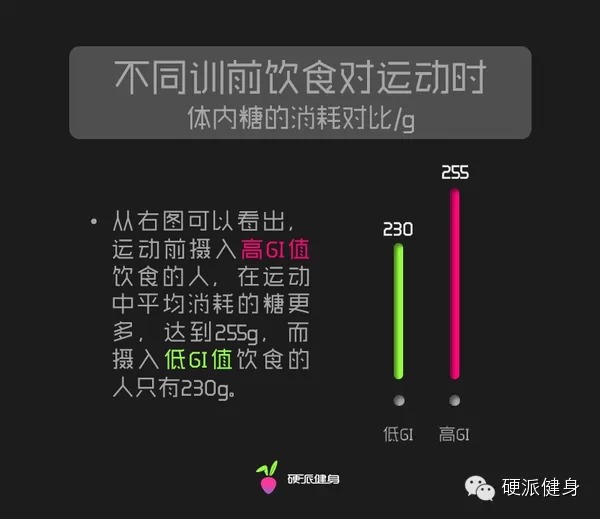 不同训前饮食对运动时
体内糖的消耗对比/g
255
230
• 从右图可以看出，
运动前摄入高GI值
饮食的人，在运动
中平均消耗的糖更
多，达到255g，而
摄入低GI值饮食的
人只有230g。
低GI
高GI
硬派健身
硬派健身